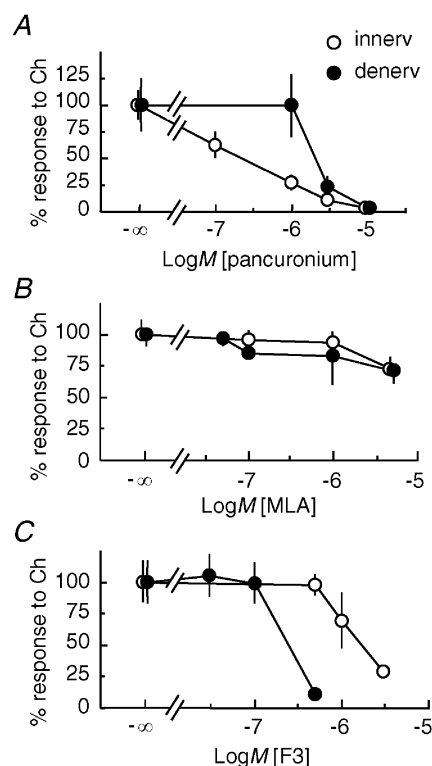 A
innerv
denerv
% response to Ch
125
100
75
50
25
0
-∞
-7
-6
-5
LogM [pancuronium]
B
% response to Ch
100
75
50
25
0
-∞
-7
-6
-5
LogM [MLA]
C
% response to Ch
100
75
50
25
0
-∞
-7
-6
-5
LogM [F3]